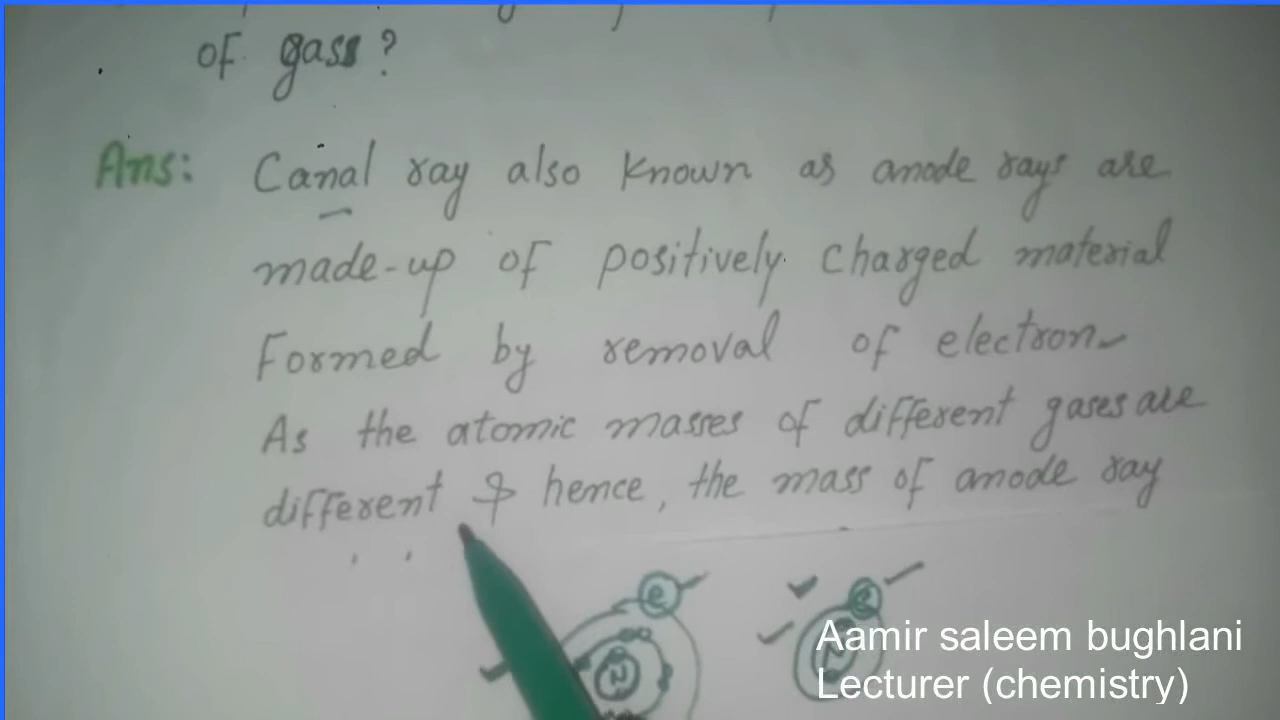 of gass?
Ans: Canal ray also known as anode rays are
made-up of positively charged material
Formed by removal of electron
As the atomic masses of different gases are
different & hence, the mass of anode ray
e
e
N
N
Aamir saleem bughlani
Lecturer (chemistry)